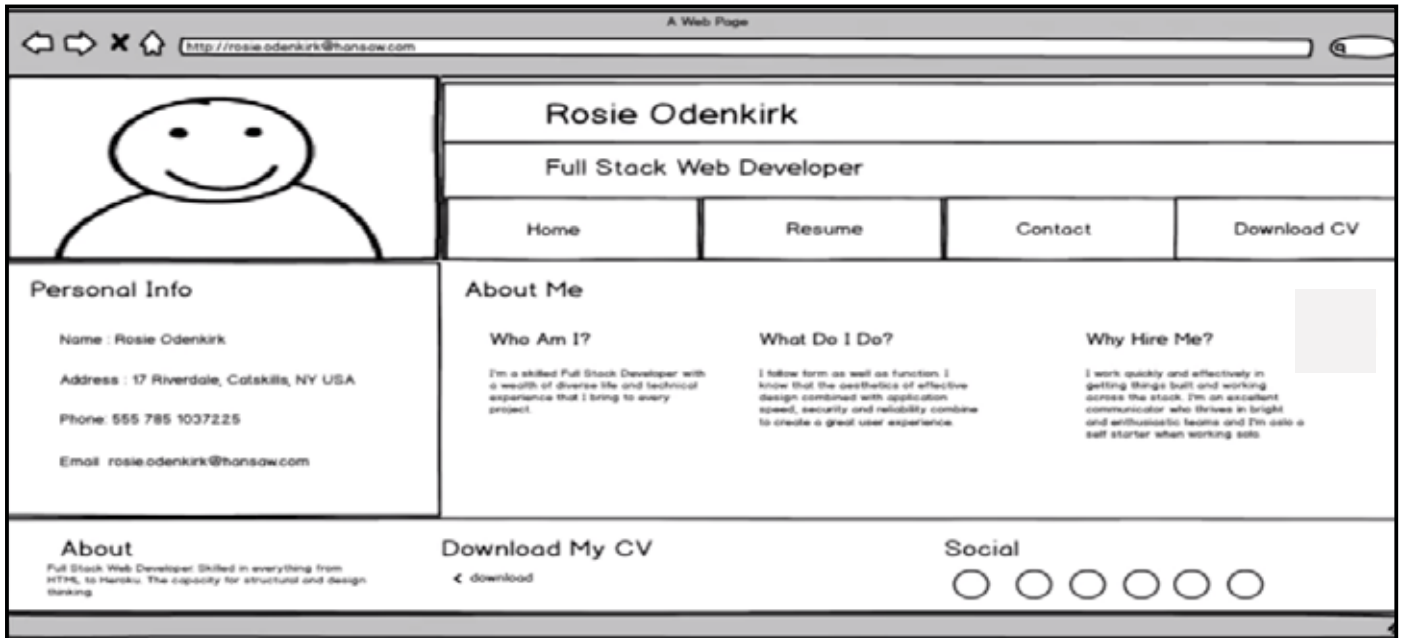 A Web Page
http://rosie.odenkirk@hansaw.com
Rosie Odenkirk
Full Stack Web Developer
Home
Resume
Contact
Download CV
Personal Info
Name : Rosie Odenkirk
Address : 17 Riverdale, Catskills, NY USA
Phone: 555 785 1037225
Email rosie.odenkirk@hansaw.com
About Me
Who Am I?
I'm a skilled Full Stack Developer with
a wealth of diverse life and technical
experience that I bring to every
project.
What Do I Do?
I follow form as well as function. I
know that the aesthetics of effective
design combined with application
speed, security and reliability combine
to create a great user experience.
Why Hire Me?
I work quickly and effectively in
getting things built and working
across the stack. I'm an excellent
communicator who thrives in bright
and enthusiastic teams and I'm aslo a
self starter when working solo.
About
Full Stack Web Developer. Skilled in everything from
HTML to Heroku. The capacity for structural and design
thinking.
Download My CV
< download
Social